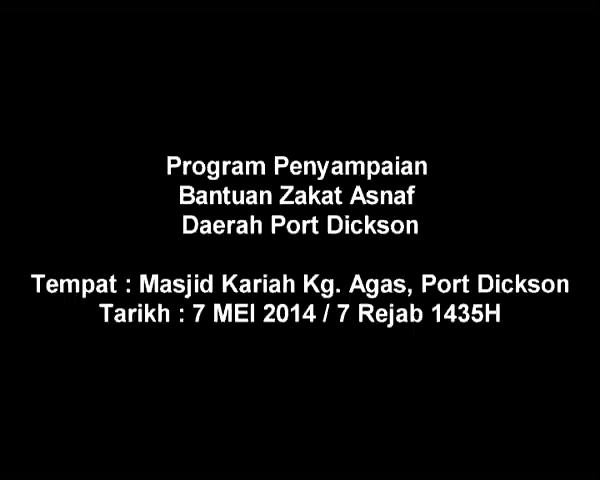 Program Penyampaian
Bantuan Zakat Asnaf
Daerah Port Dickson
Tempat : Masjid Kariah Kg. Agas, Port Dickson
Tarikh : 7 MEI 2014 / 7 Rejab 1435H